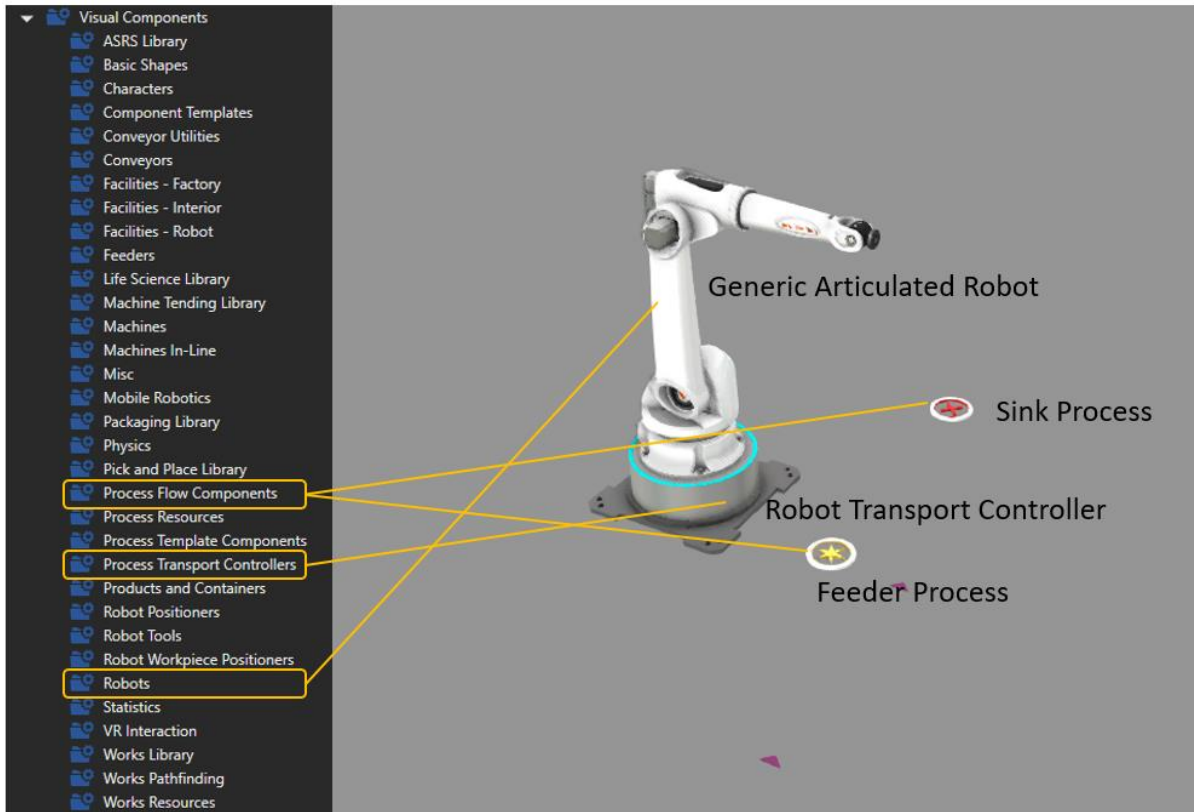 Visual Components
ASRS Library
Basic Shapes
Characters
Component Templates
Conveyor Utilities
Conveyors
Facilities - Factory
Facilities - Interior
Facilities - Robot
Feeders
Life Science Library
Machine Tending Library
Machines
Machines In-Line
Misc
Mobile Robotics
Packaging Library
Physics
Pick and Place Library
Process Flow Components
Process Resources
Process Template Components
Process Transport Controllers
Products and Containers
Robot Positioners
Robot Tools
Robot Workpiece Positioners
Robots
Statistics
VR Interaction
Works Library
Works Pathfinding
Works Resources
Generic Articulated Robot
Sink Process
Robot Transport Controller
Feeder Process